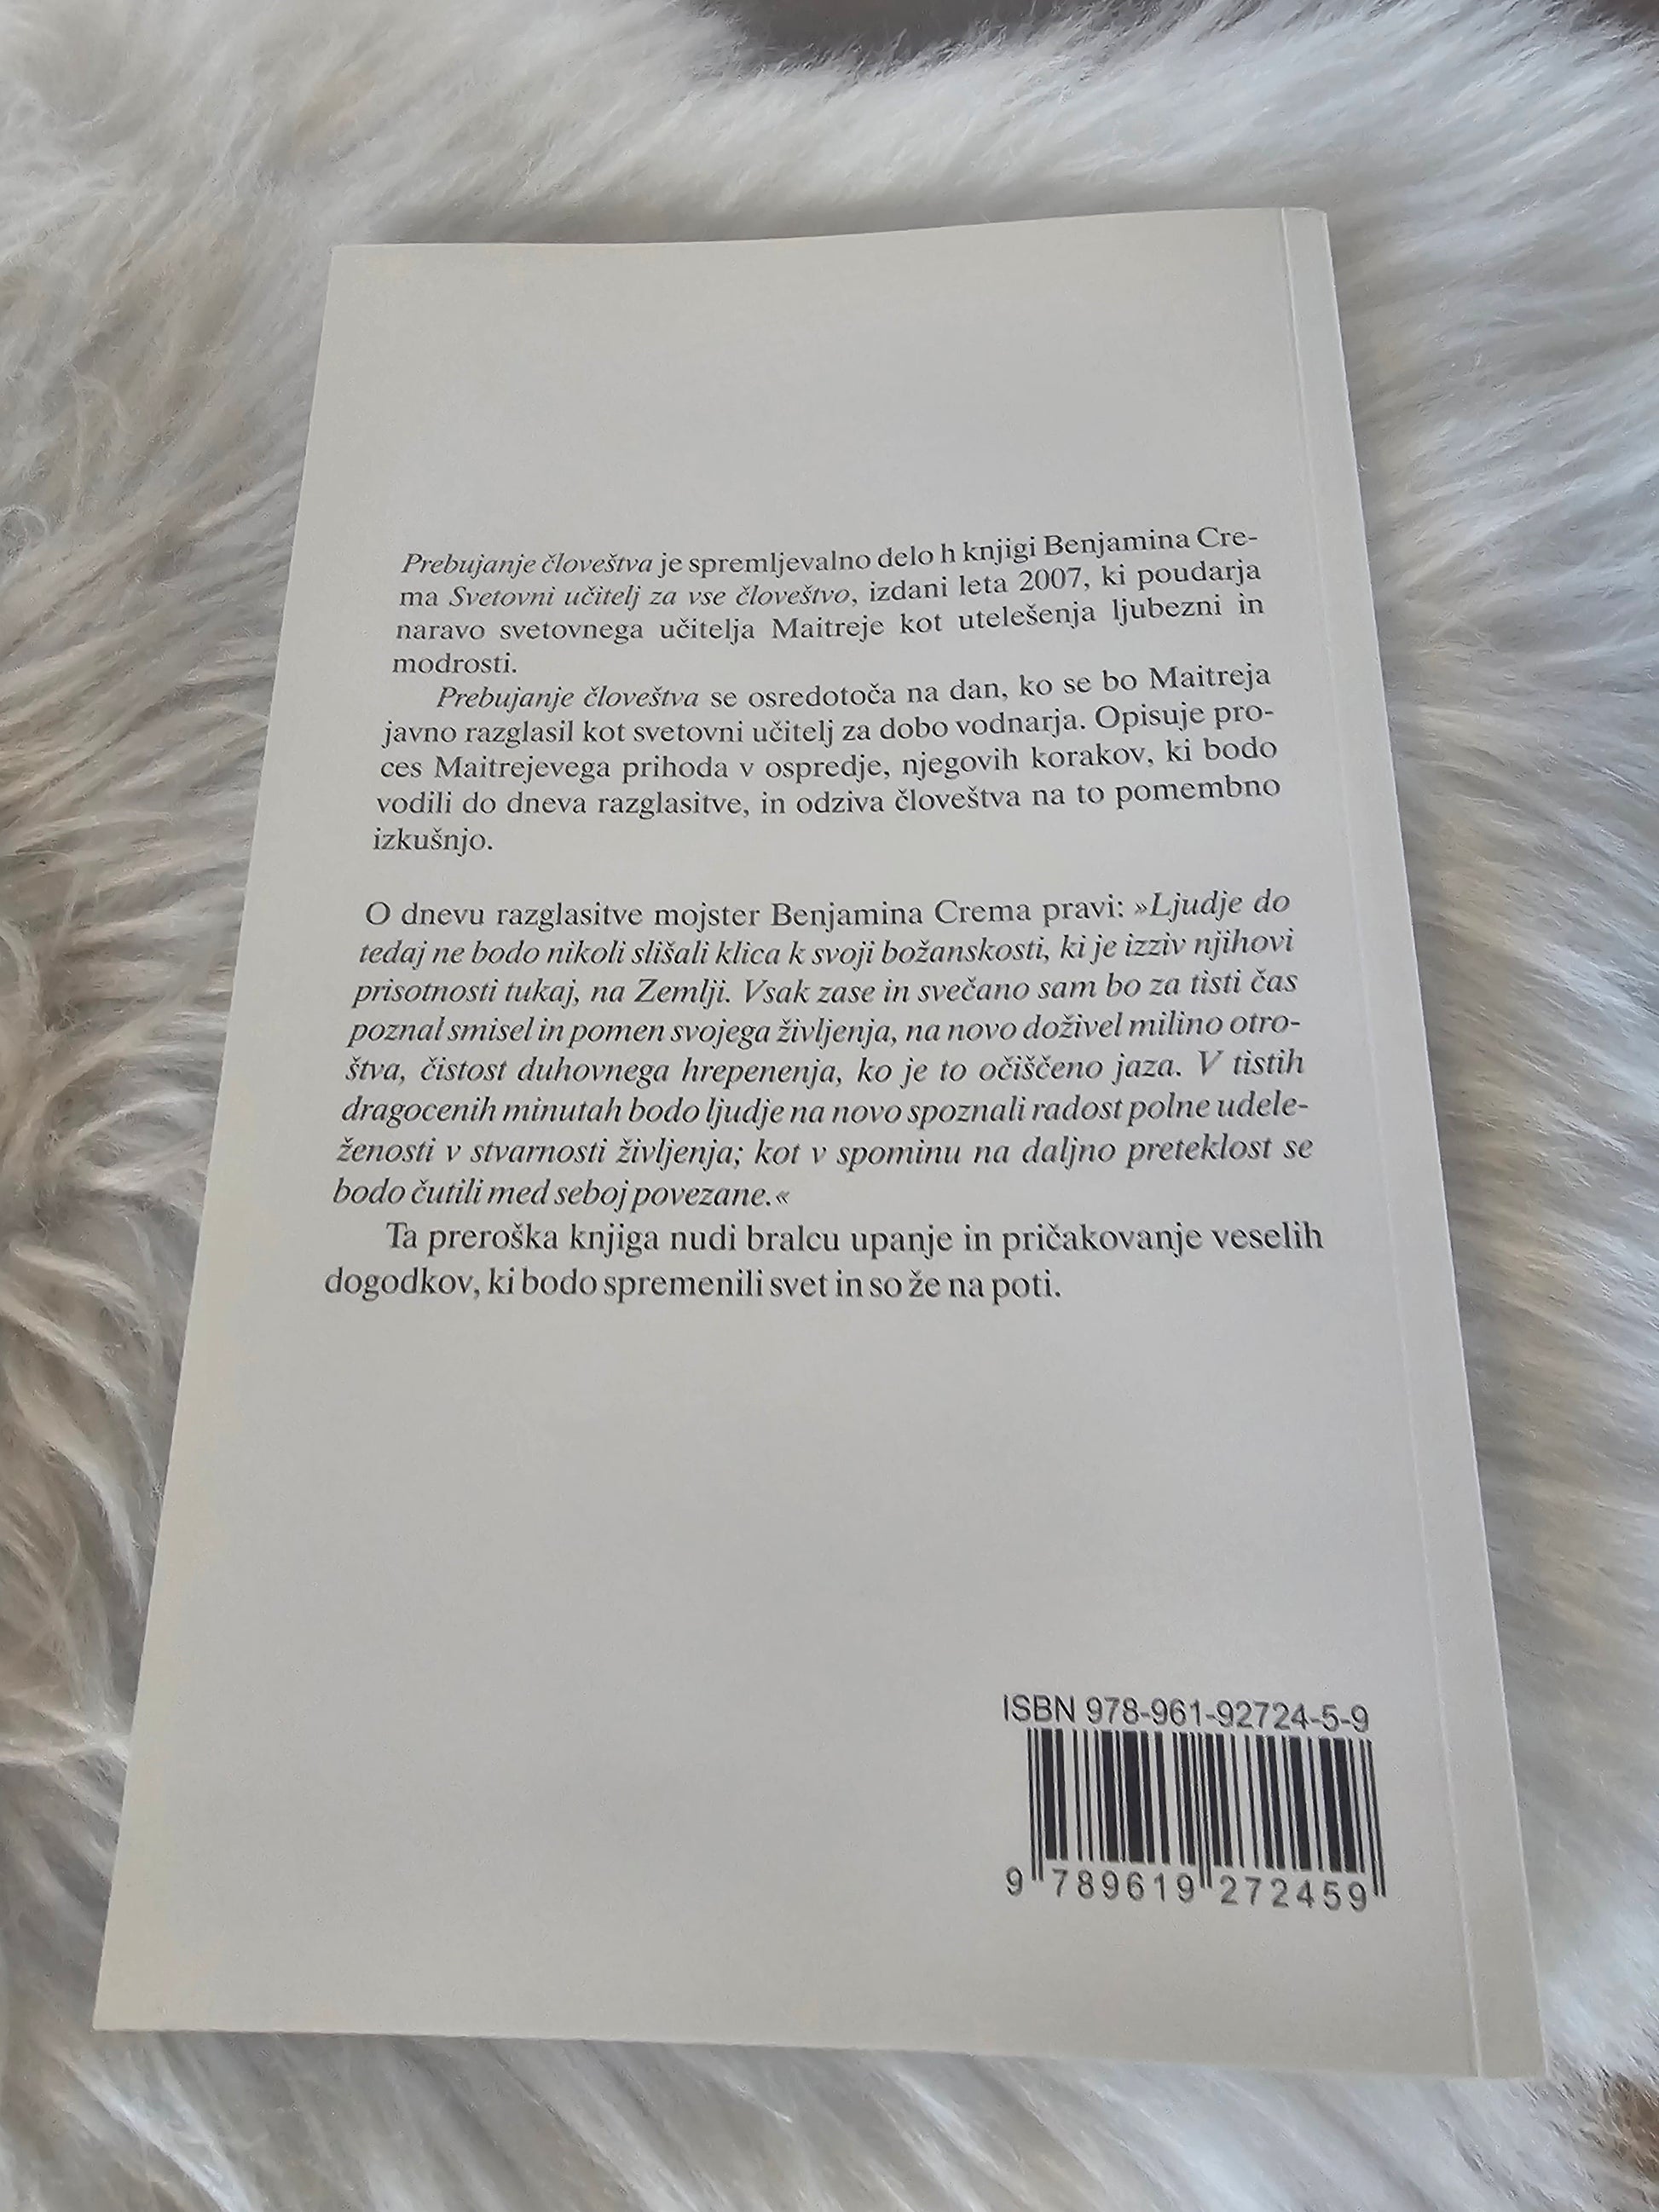 Prebujanje človeštva je spremljevalno delo h knjigi Benjamina Cre-
ma Svetovni učitelj za vse človeštvo, izdani leta 2007, ki poudarja
naravo svetovnega učitelja Maitreje kot utelešenja ljubezni in
modrosti.
Prebujanje človeštva se osredotoča na dan, ko se bo Maitreja
javno razglasil kot svetovni učitelj za dobo vodnarja. Opisuje pro-
ces Maitrejevega prihoda v ospredje, njegovih korakov, ki bodo
vodili do dneva razglasitve, in odziva človeštva na to pomembno
izkušnjo.
O dnevu razglasitve mojster Benjamina Crema pravi: »Ljudje do
tedaj ne bodo nikoli slišali klica k svoji božanskosti, ki je izziv njihovi
prisotnosti tukaj, na Zemlji. Vsak zase in svečano sam bo za tisti čas
poznal smisel in pomen svojega življenja, na novo doživel milino otro-
štva, čistost duhovnega hrepenenja, ko je to očiščeno jaza. V tistih
dragocenih minutah bodo ljudje na novo spoznali radost polne udele-
ženosti v stvarnosti življenja; kot v spominu na daljno preteklost se
bodo čutili med seboj povezane.«
Ta preroška knjiga nudi bralcu upanje in pričakovanje veselih
dogodkov, ki bodo spremenili svet in so že na poti.
ISBN 978-961-92724-5-9
9 789619 272459